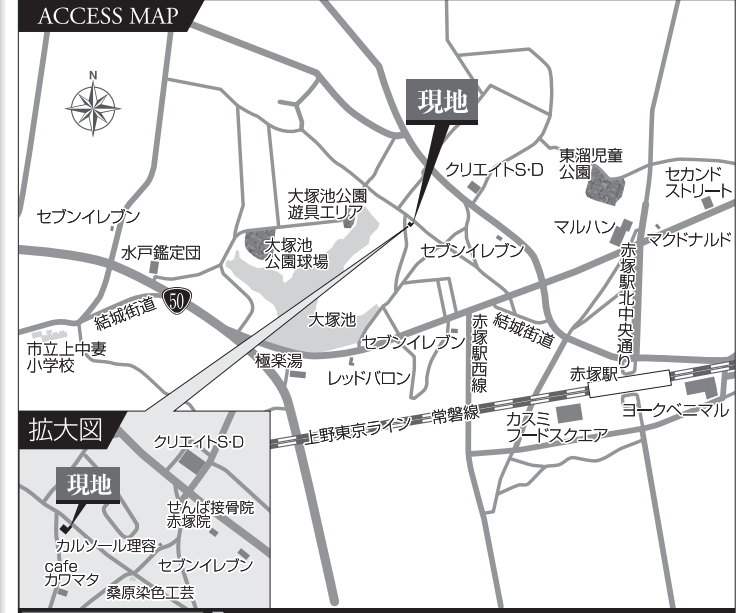 ACCESS MAP
N
現地
クリエイトS・D
東溜児童
公園
セカンド
ストリート
大塚池公園
遊具エリア
セブンイレブン
マルハン
マクドナルド
水戸鑑定団
大塚池
公園球場
セブンイレブン
赤塚駅北中央通り
50
結城街道
大塚池
セブンイレブン
赤塚駅西線
結城街道
市立上中妻
小学校
極楽湯
レッドバロン
赤塚駅
ヨークベニマル
カスミ
フードスクエア
上野東京ライン
常磐線
拡大図
クリエイトS・D
現地
せんば接骨院
赤塚院
カルソール理容
cafe
カワマタ
セブンイレブン
桑原染色工芸